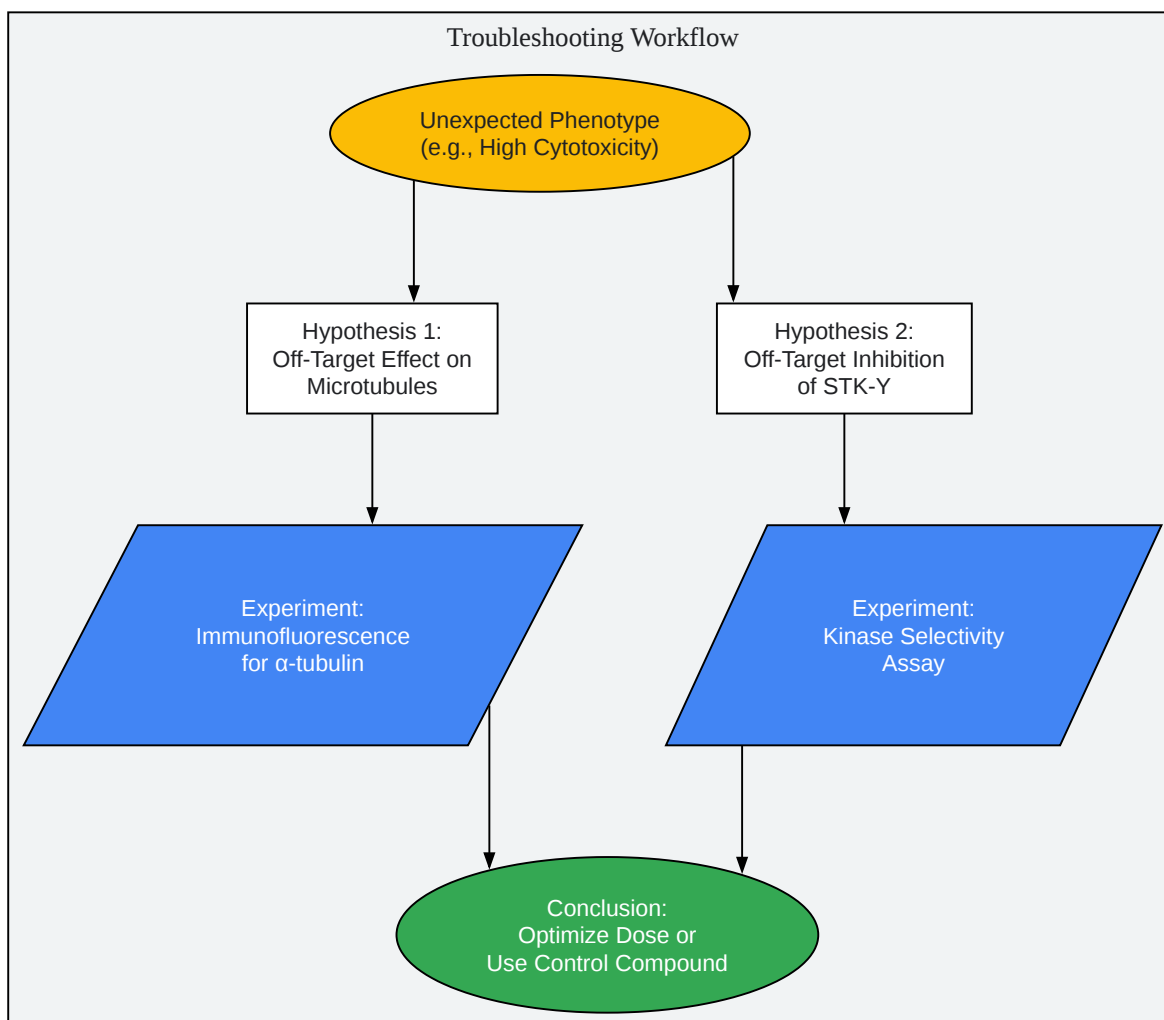 Troubleshooting Workflow
Unexpected Phenotype
(e.g., High Cytotoxicity)
Hypothesis 1:
Off-Target Effect on
Microtubules
Hypothesis 2:
Off-Target Inhibition
of STK-Y
Experiment:
Immunofluorescence
for α-tubulin
Experiment:
Kinase Selectivity
Assay
Conclusion:
Optimize Dose or
Use Control Compound